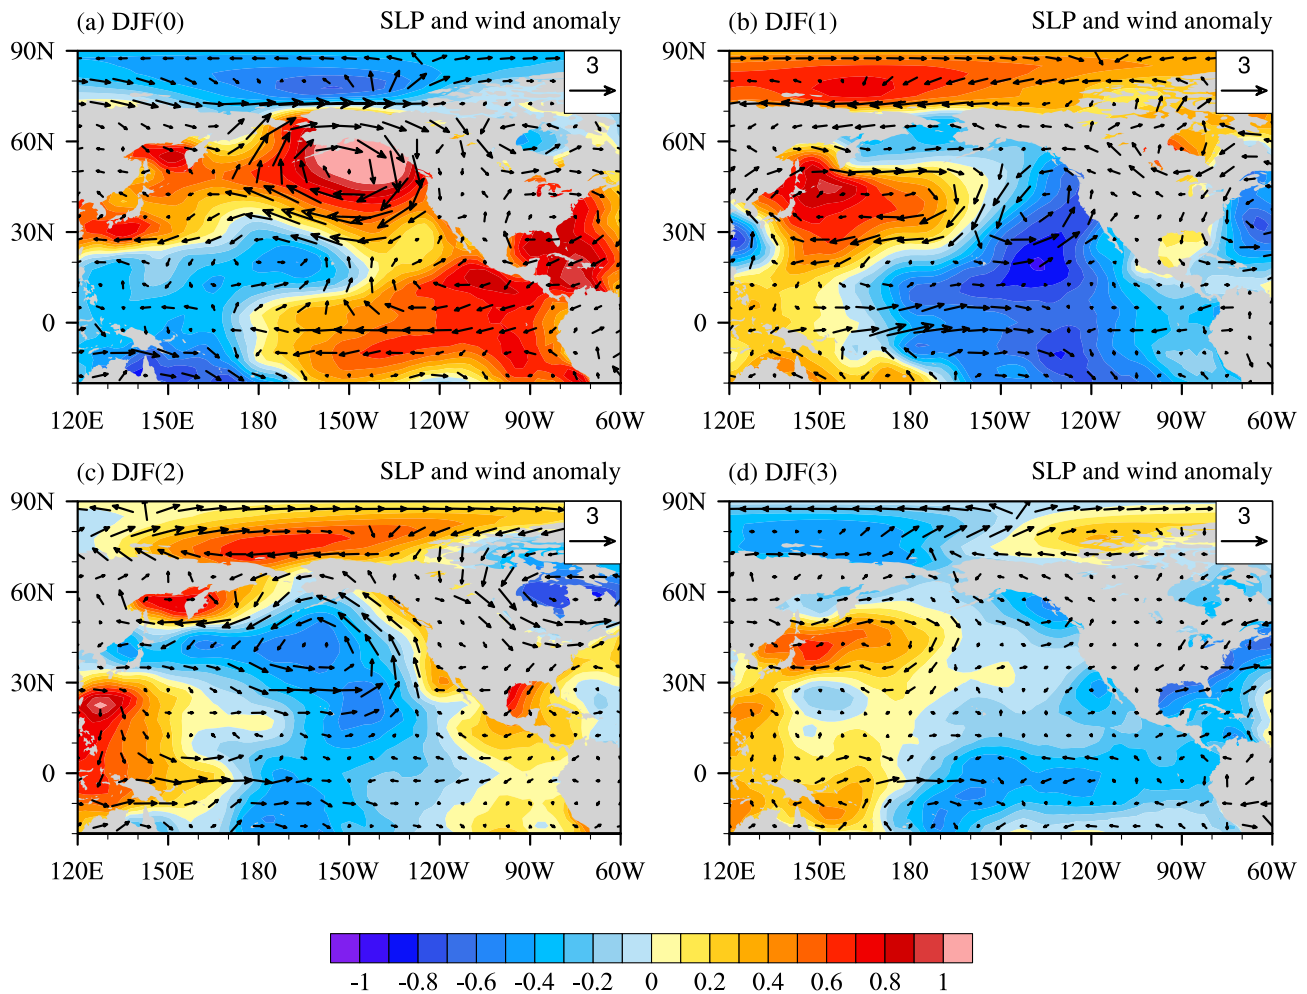 (a) DJF(0) SLP and wind anomaly
3
90N
60N
30N
0
120E 150E 180 150W 120W 90W 60W
(b) DJF(1) SLP and wind anomaly
3
90N
60N
30N
0
120E 150E 180 150W 120W 90W 60W
(c) DJF(2) SLP and wind anomaly
3
90N
60N
30N
0
120E 150E 180 150W 120W 90W 60W
(d) DJF(3) SLP and wind anomaly
3
90N
60N
30N
0
120E 150E 180 150W 120W 90W 60W
-1 -0.8 -0.6 -0.4 -0.2 0 0.2 0.4 0.6 0.8 1